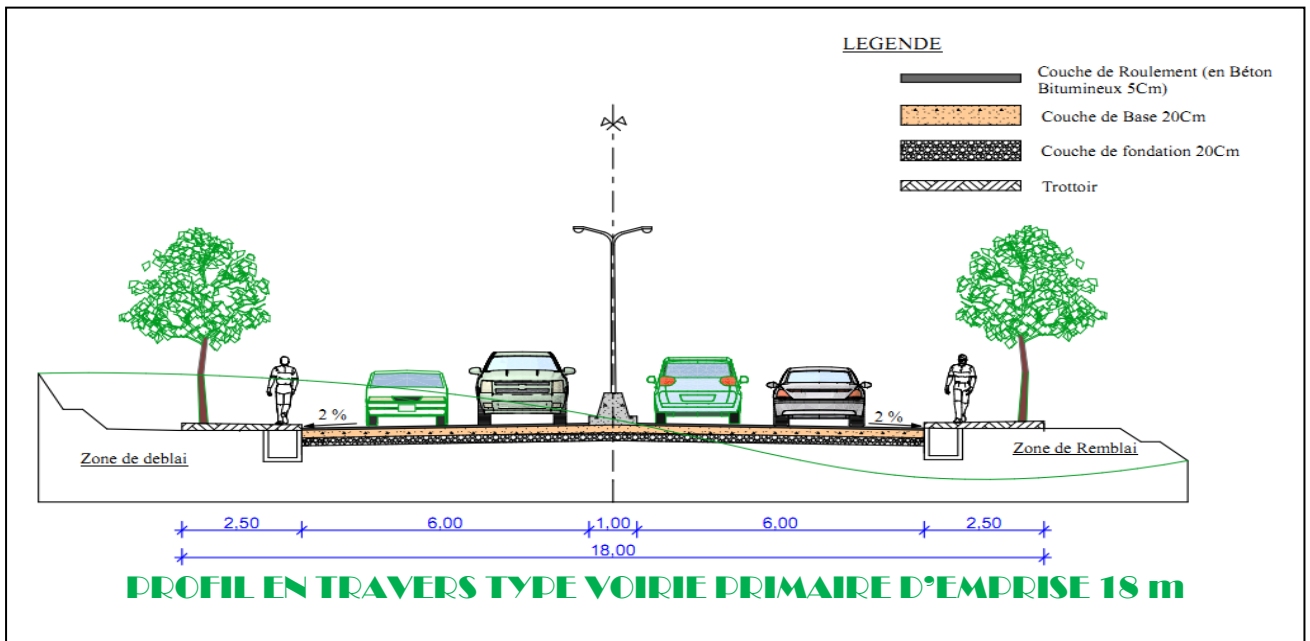 LEGENDE
Couche de Roulement (en Béton
Bitumineux 5Cm)
Couche de Base 20Cm
Couche de fondation 20Cm
Trottoir
2 %
2 %
Zone de deblai
Zone de Remblai
2,50
6,00
1,00
6,00
2,50
18,00
PROFIL EN TRAVERS TYPE VOIRIE PRIMAIRE D'EMPRISE 18 m